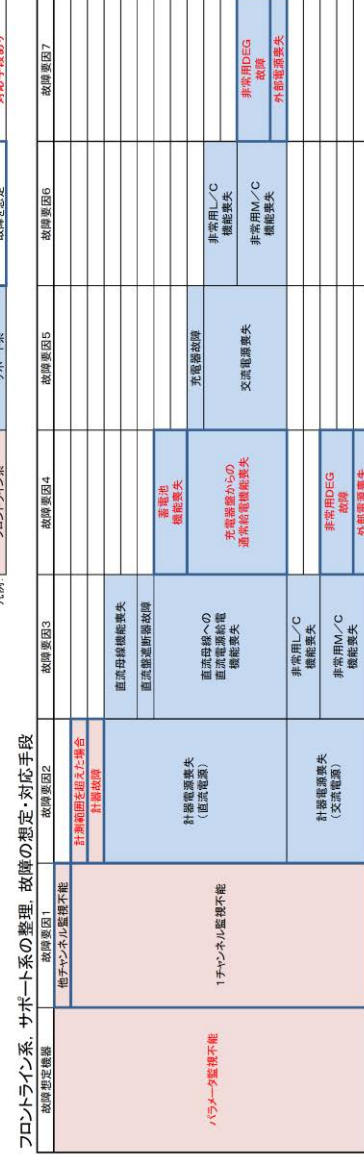 フロントライン系，サポート系の整理，故障の想定・対応手段
凡例：
フロントライン系
サポート系
故障を想定
対応手段あり
故障想定機器
故障要因1
故障要因2
故障要因3
故障要因4
故障要因5
故障要因6
故障要因7
パラメータ監視不能
他チャンネル監視不能
1チャンネル監視不能
計測範囲を超えた場合
計器故障
計器電源喪失
（直流電源）
直流母線機能喪失
直流盤遮断器故障
直流母線への
直流電源給電
機能喪失
蓄電池
機能喪失
充電器盤からの
通常給電機能喪失
充電器故障
交流電源喪失
非常用L／C
機能喪失
非常用M／C
機能喪失
非常用DEG
故障
外部電源喪失
計器電源喪失
（交流電源）
非常用L／C
機能喪失
非常用M／C
機能喪失
非常用DEG
故障
外部電源喪失